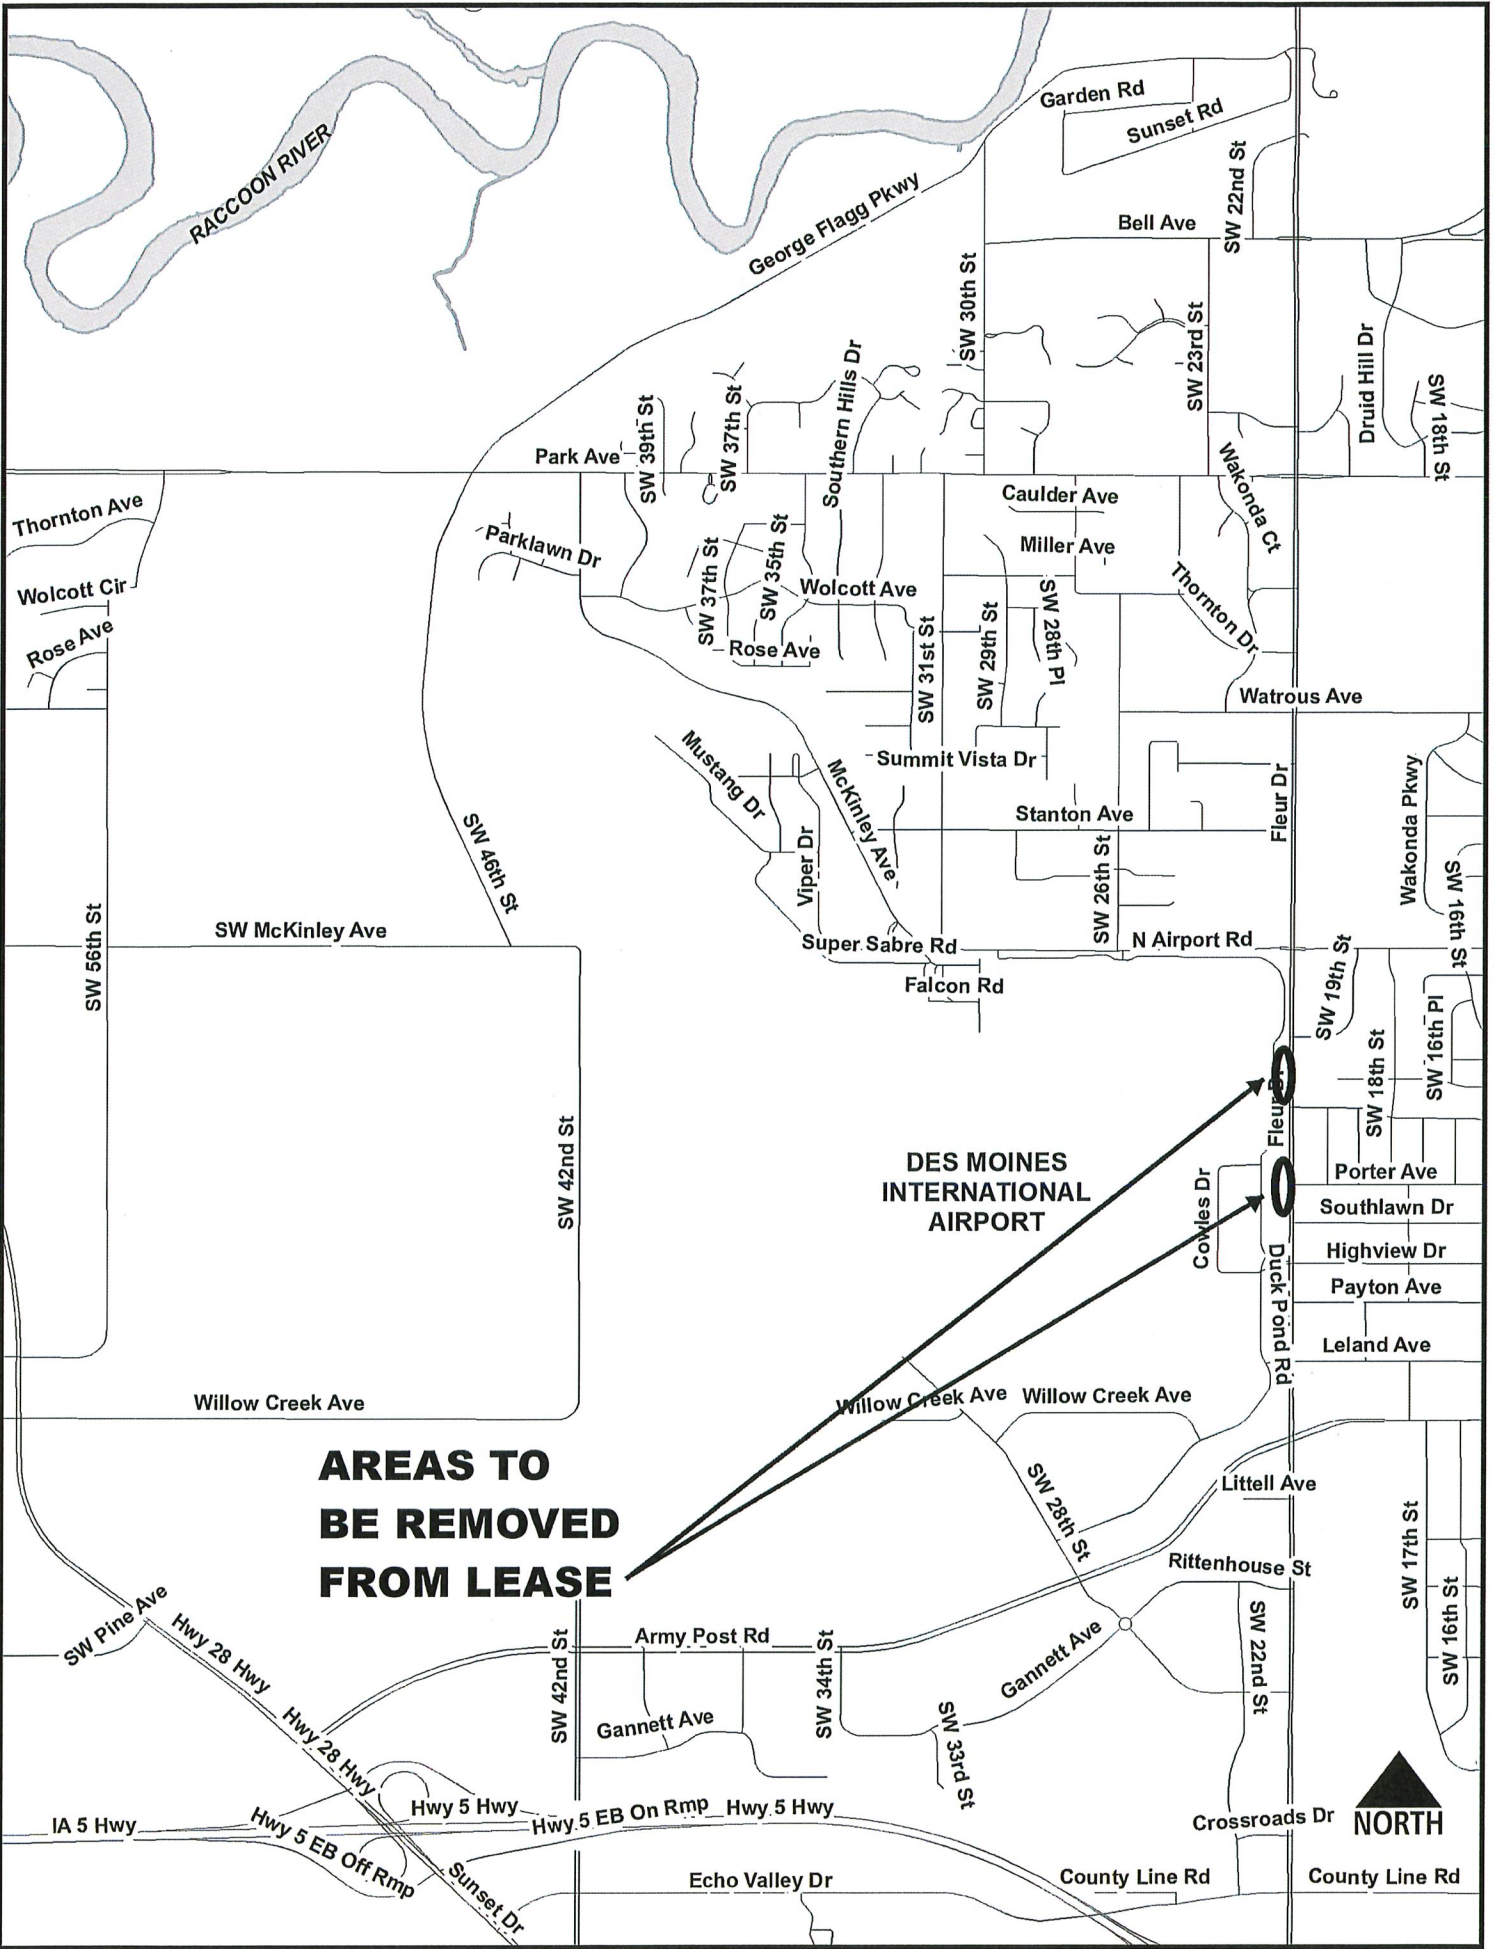 Garden Rd
Sunset Rd
SW 22nd St
RACCOON RIVER
George Flagg Pkwy
Bell Ave
SW 30th St
SW 23rd St
Druid Hill Dr
SW 18th St
Southern Hills Dr
SW 39th St
SW 37th St
Park Ave
Wakonda Ct
Caulder Ave
Thornton Ave
Parklawn Dr
SW 37th St
SW 35th St
Miller Ave
Wolcott Cir
Wolcott Ave
Thornton Dr
SW 28th Pl
SW 29th St
SW 31st St
Rose Ave
Rose Ave
Watrous Ave
Mustang Dr
McKinley Ave
Summit Vista Dr
Fleur Dr
Wakonda Pkwy
Stanton Ave
Viper Dr
SW 46th St
SW 26th St
SW 16th St
SW 56th St
SW McKinley Ave
Super Sabre Rd
N Airport Rd
Falcon Rd
SW 19th St
SW 16th Pl
SW 18th St
Fleur Dr
SW 42nd St
DES MOINES
INTERNATIONAL
AIRPORT
Cowles Dr
Porter Ave
Southlawn Dr
Highview Dr
Duck Pond Rd
Payton Ave
Leland Ave
Willow Creek Ave
Willow Creek Ave
Willow Creek Ave
AREAS TO
BE REMOVED
FROM LEASE
SW 28th St
Littell Ave
SW 17th St
Rittenhouse St
SW 16th St
SW Pine Ave
Hwy 28 Hwy
SW 42nd St
Army Post Rd
SW 34th St
Gannett Ave
SW 22nd St
Hwy 28 Hwy
Gannett Ave
SW 33rd St
NORTH
IA 5 Hwy
Hwy 5 EB Off Rmp
Hwy 5 Hwy
Hwy 5 EB On Rmp
Hwy 5 Hwy
Crossroads Dr
Sunset Dr
Echo Valley Dr
County Line Rd
County Line Rd